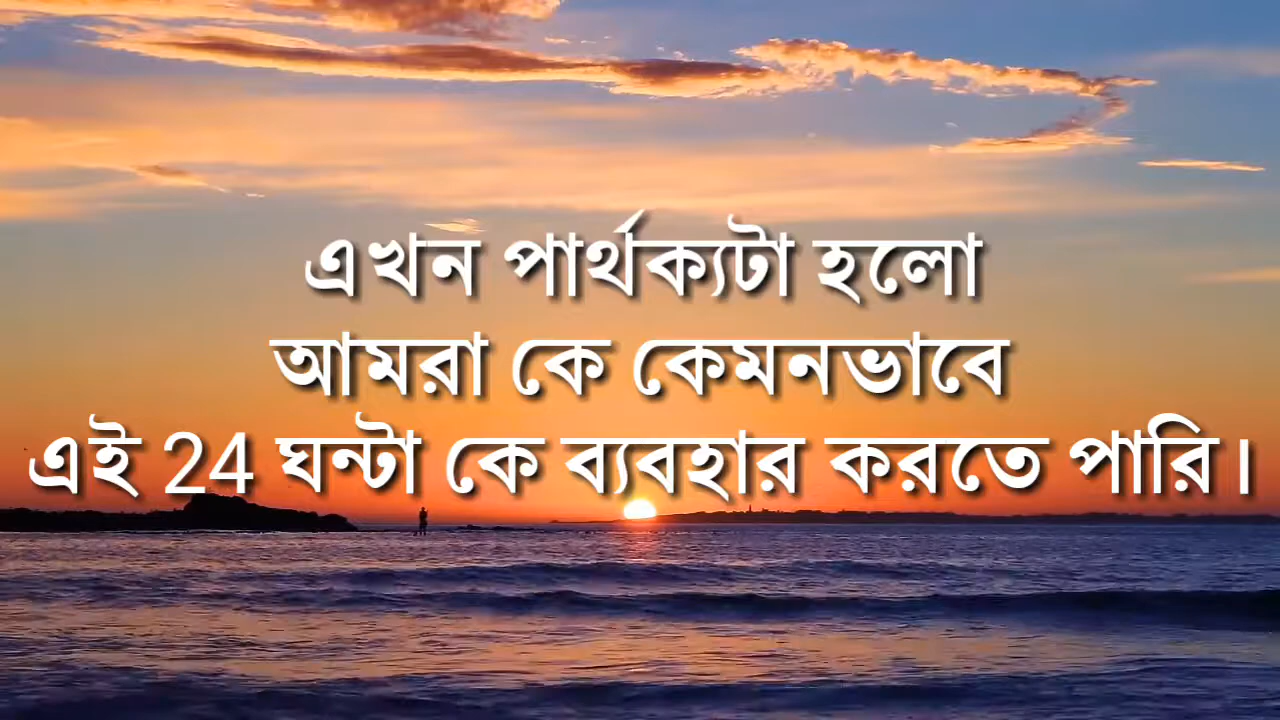 এখন পার্থক্যটা হলো
আমরা কে কেমনভাবে
এই 24 ঘন্টা কে ব্যবহার করতে পারি।